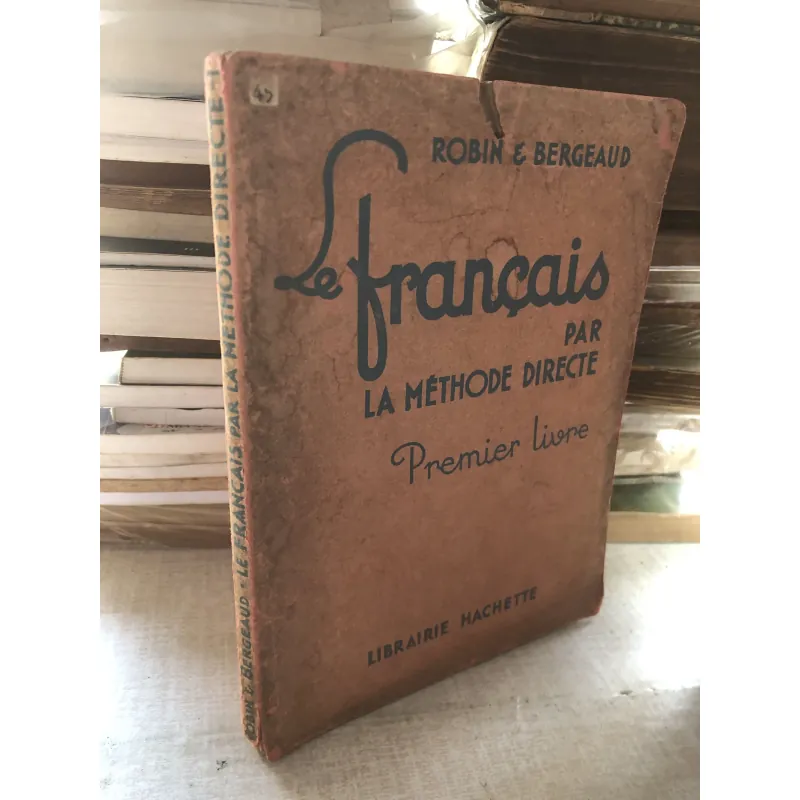 45
ROBIN & BERGEAUD
Le français
PAR
LA MÉTHODE DIRECTE
Premier livre
LIBRAIRIE HACHETTE
ROBIN & BERGEAUD • LE FRANÇAIS PAR LA MÉTHODE DIRECTE - I